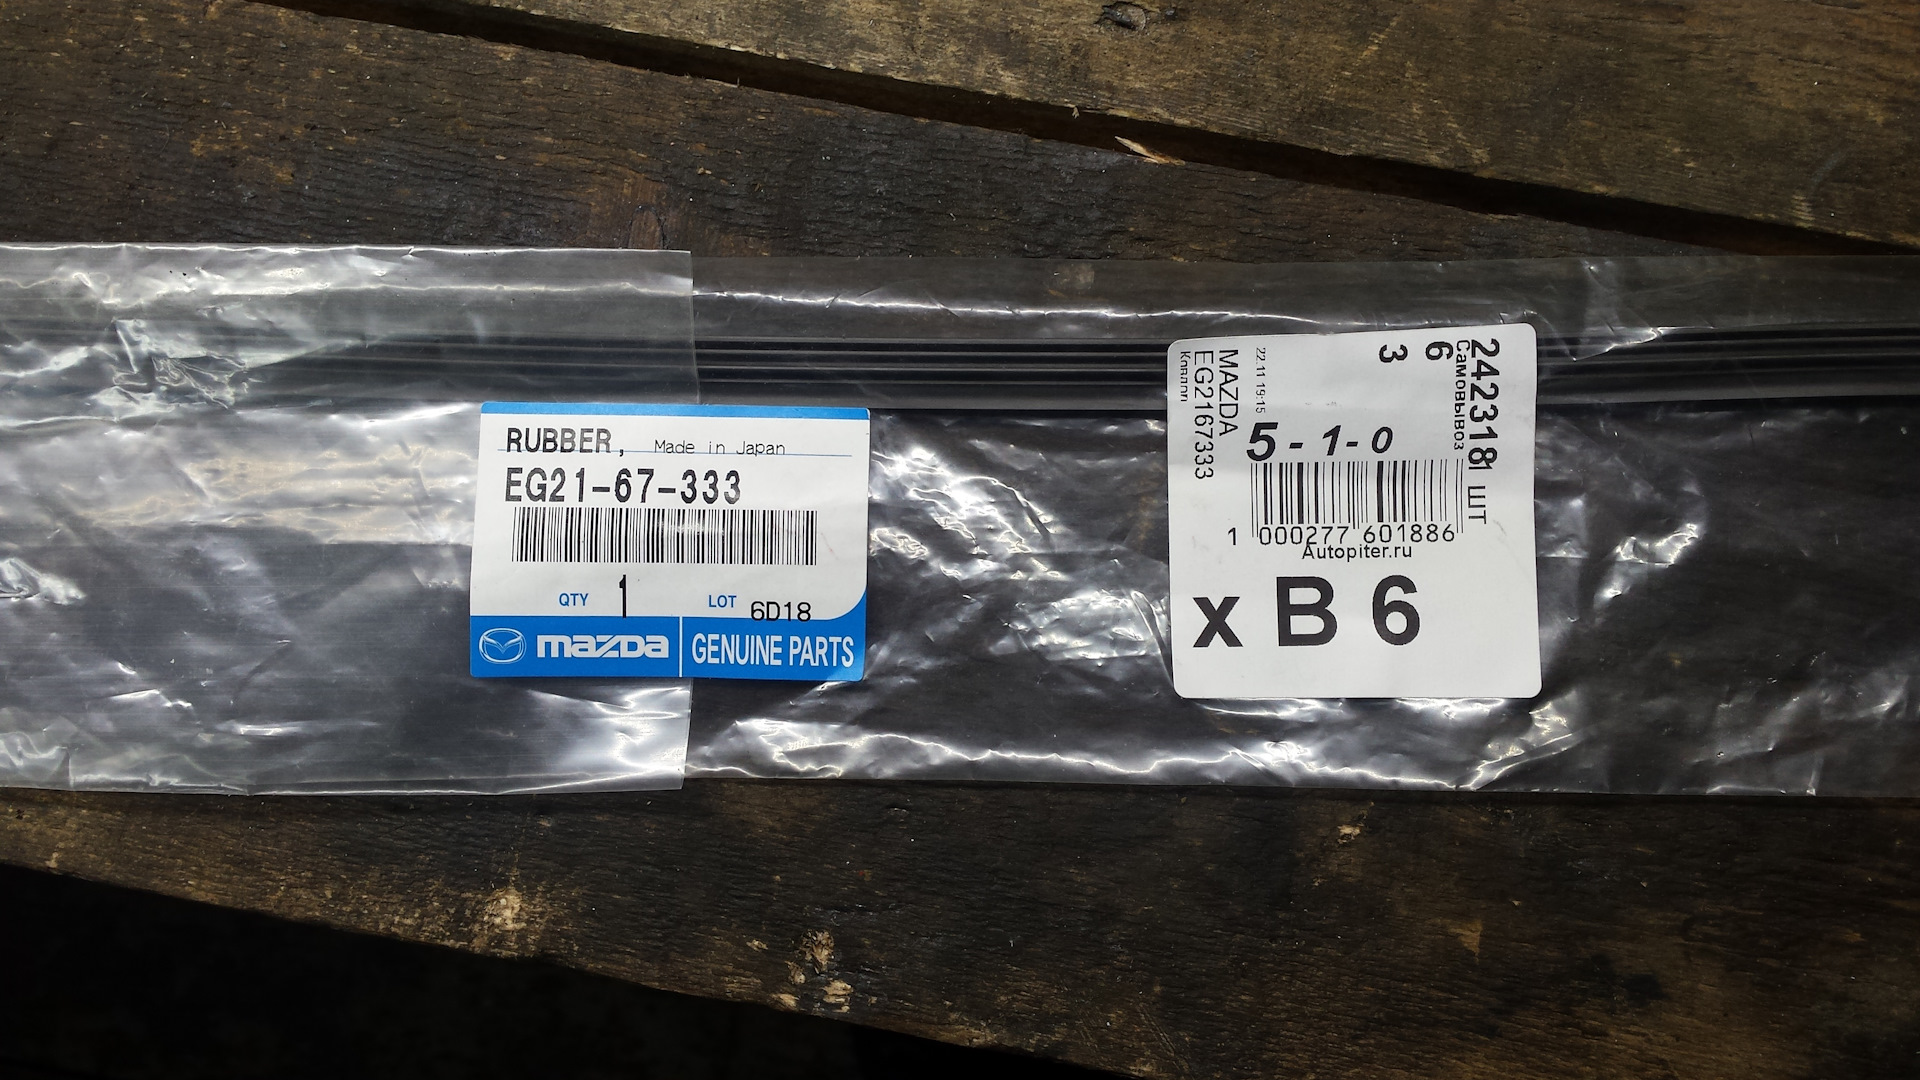 RUBBER, Made in Japan
EG21-67-333
QTY 1 LOT 6D18
mazda GENUINE PARTS
2423181 ШТ
Самовывоз
6
3
22.11 19:15
MAZDA
EG2167333
5-1-0
1 000277 601886
Autopiter.ru
x B 6